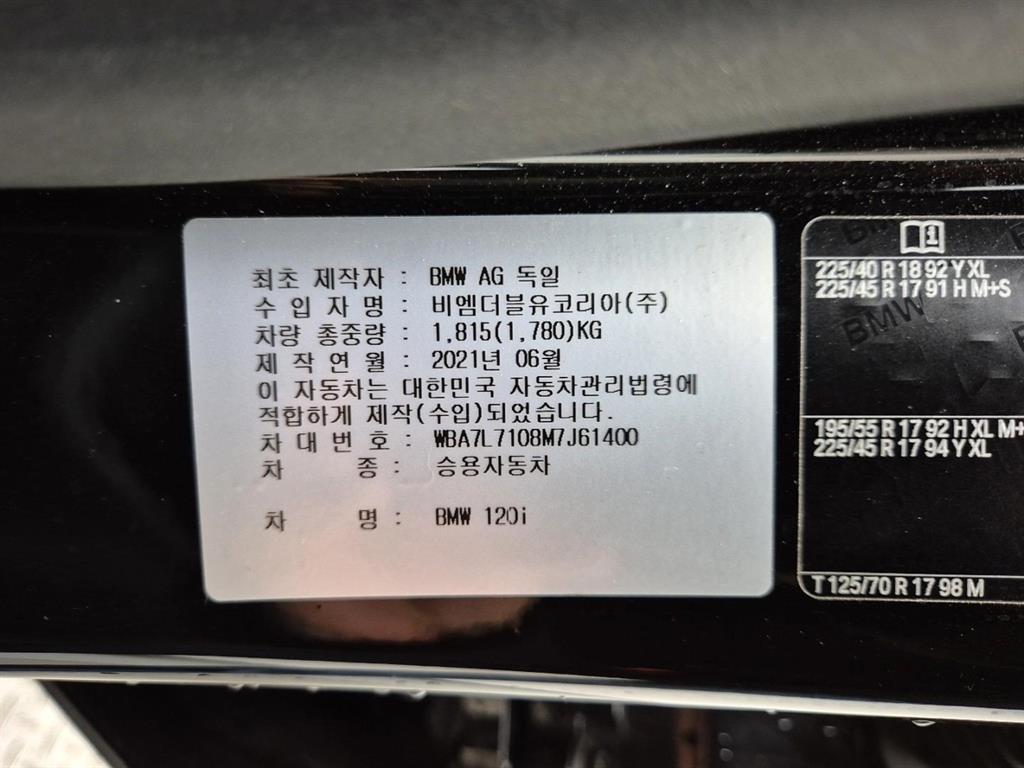 최초 제작자 : BMW AG 독일
수 입 자 명 : 비엠더블유코리아(주)
차량 총중량 : 1,815(1,780)KG
제 작 연 월 : 2021년 06월
이 자동차는 대한민국 자동차관리법령에
적합하게 제작(수입)되었습니다.
차 대 번 호 : WBA7L7108M7J61400
차 종 : 승용자동차
차 명 : BMW 120i
225/40 R 18 92 Y XL
225/45 R 17 91 H M+S
BMW
195/55 R 17 92 H XL M+
225/45 R 17 94 Y XL
T 125/70 R 17 98 M